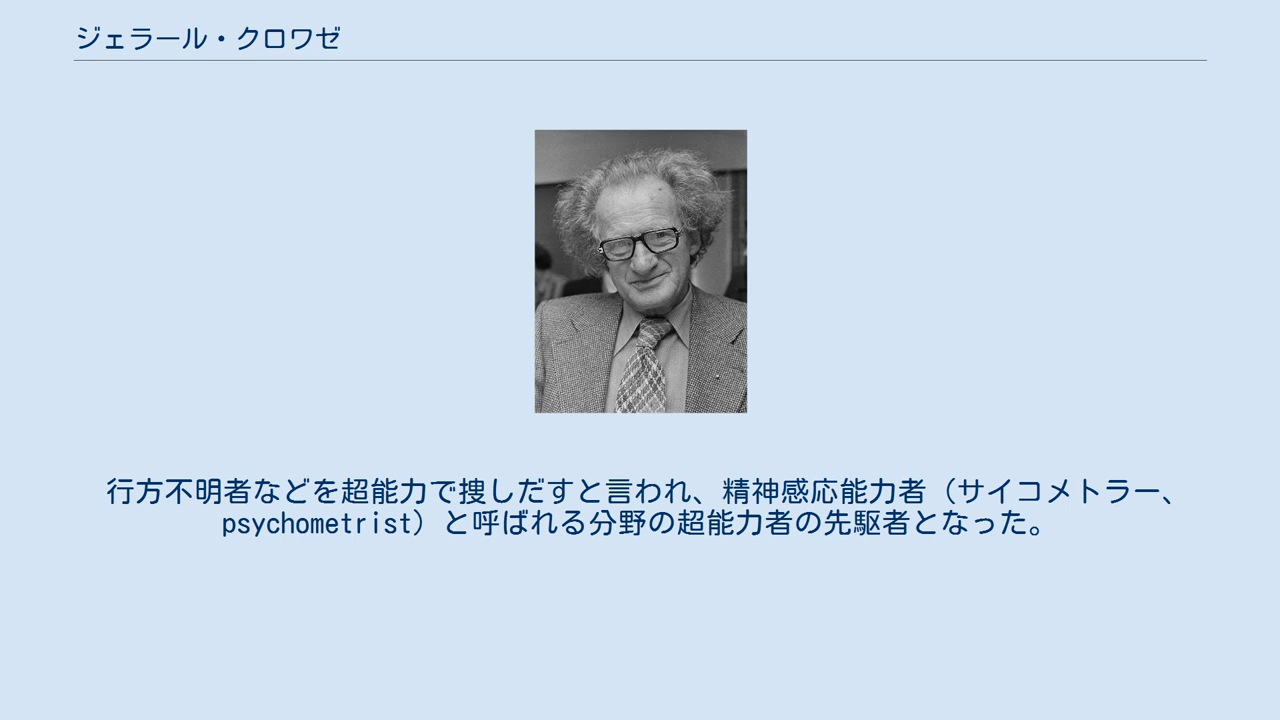 ジェラール・クロワゼ
行方不明者などを超能力で捜しだすと言われ、精神感応能力者（サイコメトラー、
psychometrist）と呼ばれる分野の超能力者の先駆者となった。